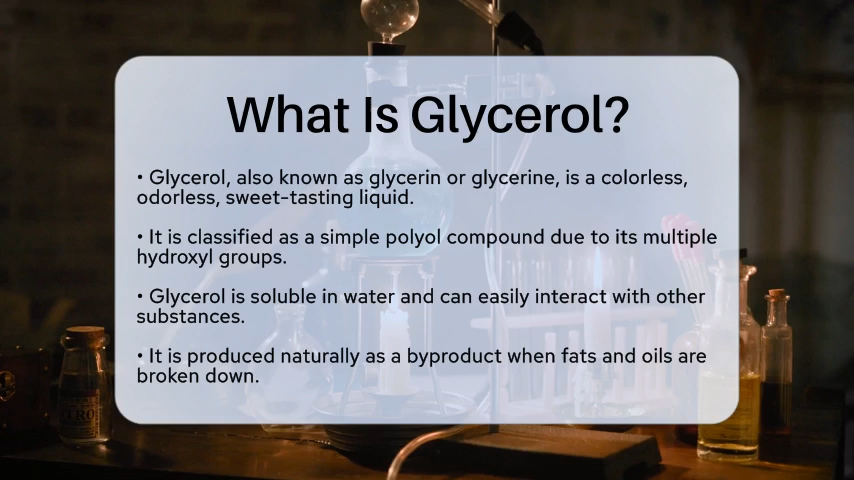 What Is Glycerol?
• Glycerol, also known as glycerin or glycerine, is a colorless,
odorless, sweet-tasting liquid.
• It is classified as a simple polyol compound due to its multiple
hydroxyl groups.
• Glycerol is soluble in water and can easily interact with other
substances.
• It is produced naturally as a byproduct when fats and oils are
broken down.